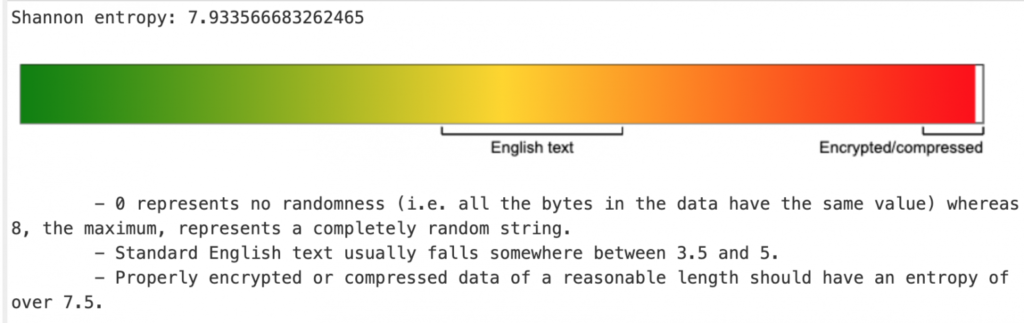 Shannon entropy: 7.933566683262465
English text
Encrypted/compressed
– 0 represents no randomness (i.e. all the bytes in the data have the same value) whereas
8, the maximum, represents a completely random string.
– Standard English text usually falls somewhere between 3.5 and 5.
– Properly encrypted or compressed data of a reasonable length should have an entropy of
over 7.5.